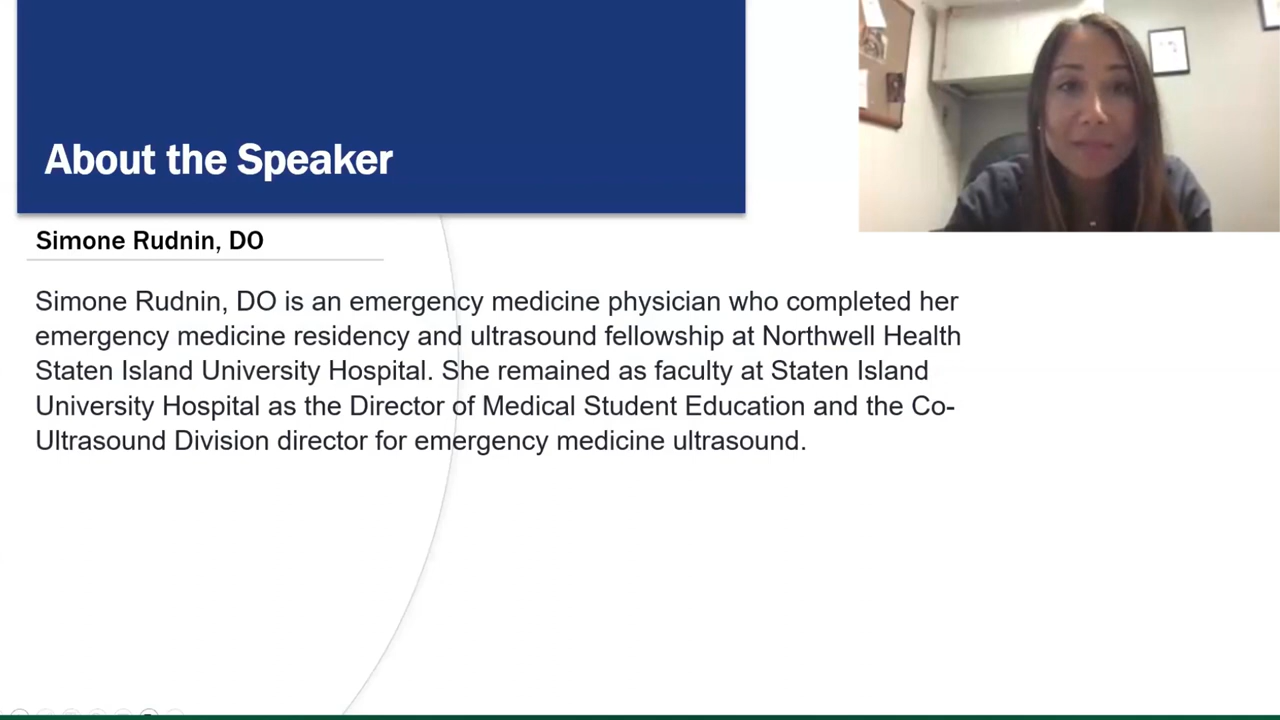 About the Speaker
Simone Rudnin, DO
Simone Rudnin, DO is an emergency medicine physician who completed her
emergency medicine residency and ultrasound fellowship at Northwell Health
Staten Island University Hospital. She remained as faculty at Staten Island
University Hospital as the Director of Medical Student Education and the Co-
Ultrasound Division director for emergency medicine ultrasound.